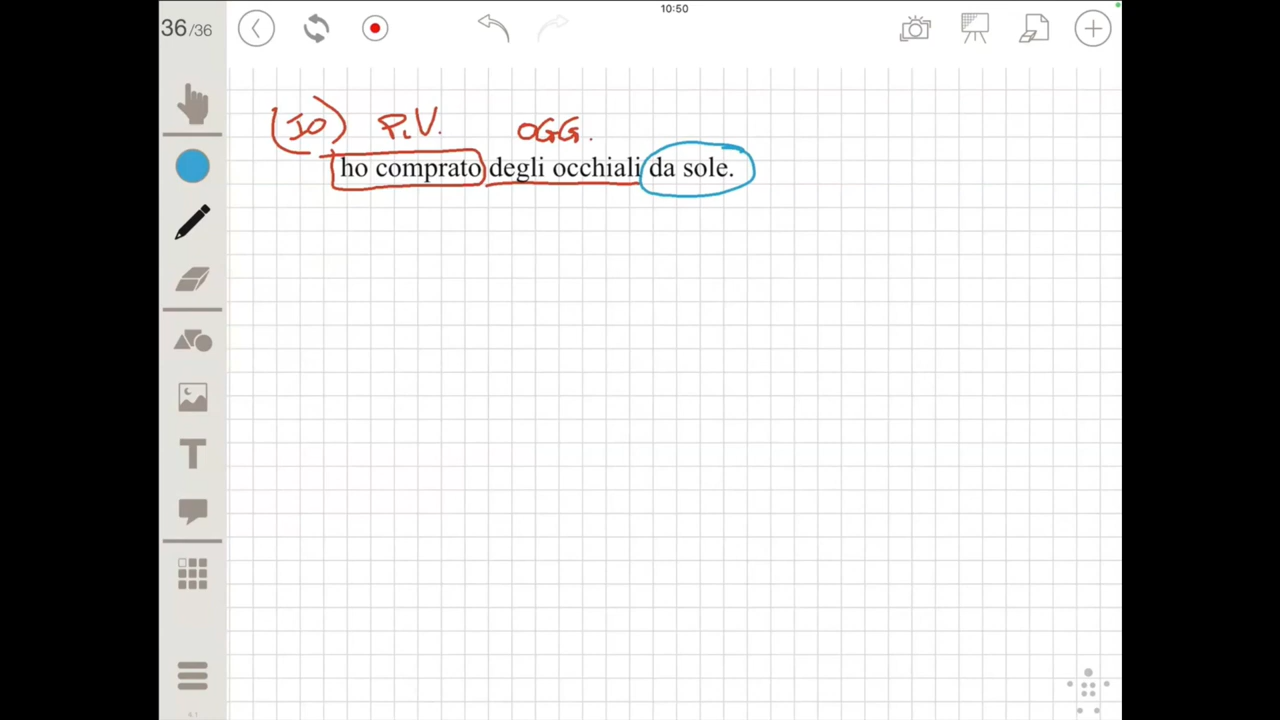 10:50
36/36
(IO) P.V. OGG.
ho comprato degli occhiali da sole.
T